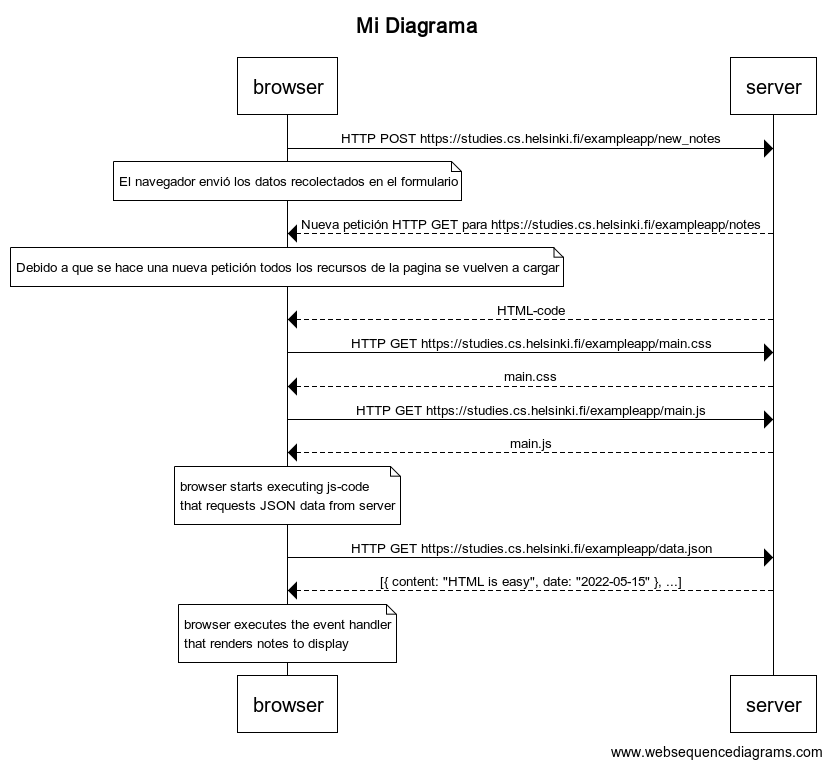 Mi Diagrama
browser
server
HTTP POST https://studies.cs.helsinki.fi/exampleapp/new_notes
El navegador envió los datos recolectados en el formulario
Nueva petición HTTP GET para https://studies.cs.helsinki.fi/exampleapp/notes
Debido a que se hace una nueva petición todos los recursos de la pagina se vuelven a cargar
HTML-code
HTTP GET https://studies.cs.helsinki.fi/exampleapp/main.css
main.css
HTTP GET https://studies.cs.helsinki.fi/exampleapp/main.js
main.js
browser starts executing js-code
that requests JSON data from server
HTTP GET https://studies.cs.helsinki.fi/exampleapp/data.json
[{ content: "HTML is easy", date: "2022-05-15" }, ...]
browser executes the event handler
that renders notes to display
browser
server
www.websequencediagrams.com